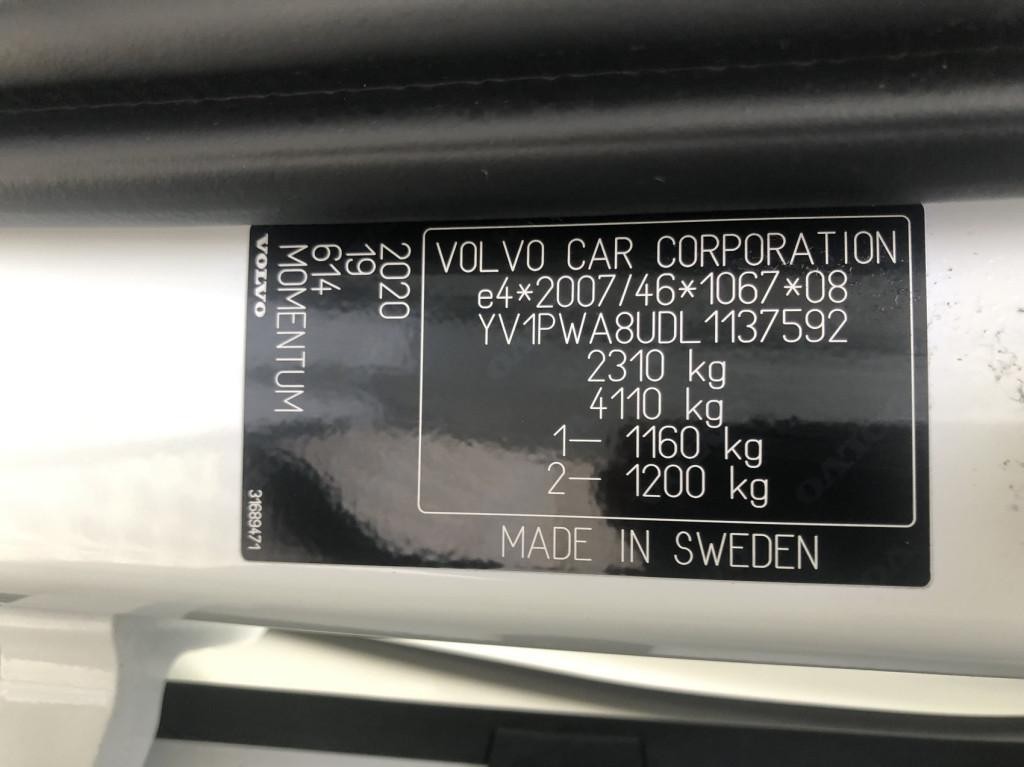 VOLVO CAR CORPORATION
e4*2007/46*1067*08
YV1PWA8UDL1137592
2310 kg
4110 kg
1– 1160 kg
2– 1200 kg
MADE IN SWEDEN
2020
19
614
MOMENTUM
VOLVO
31689471